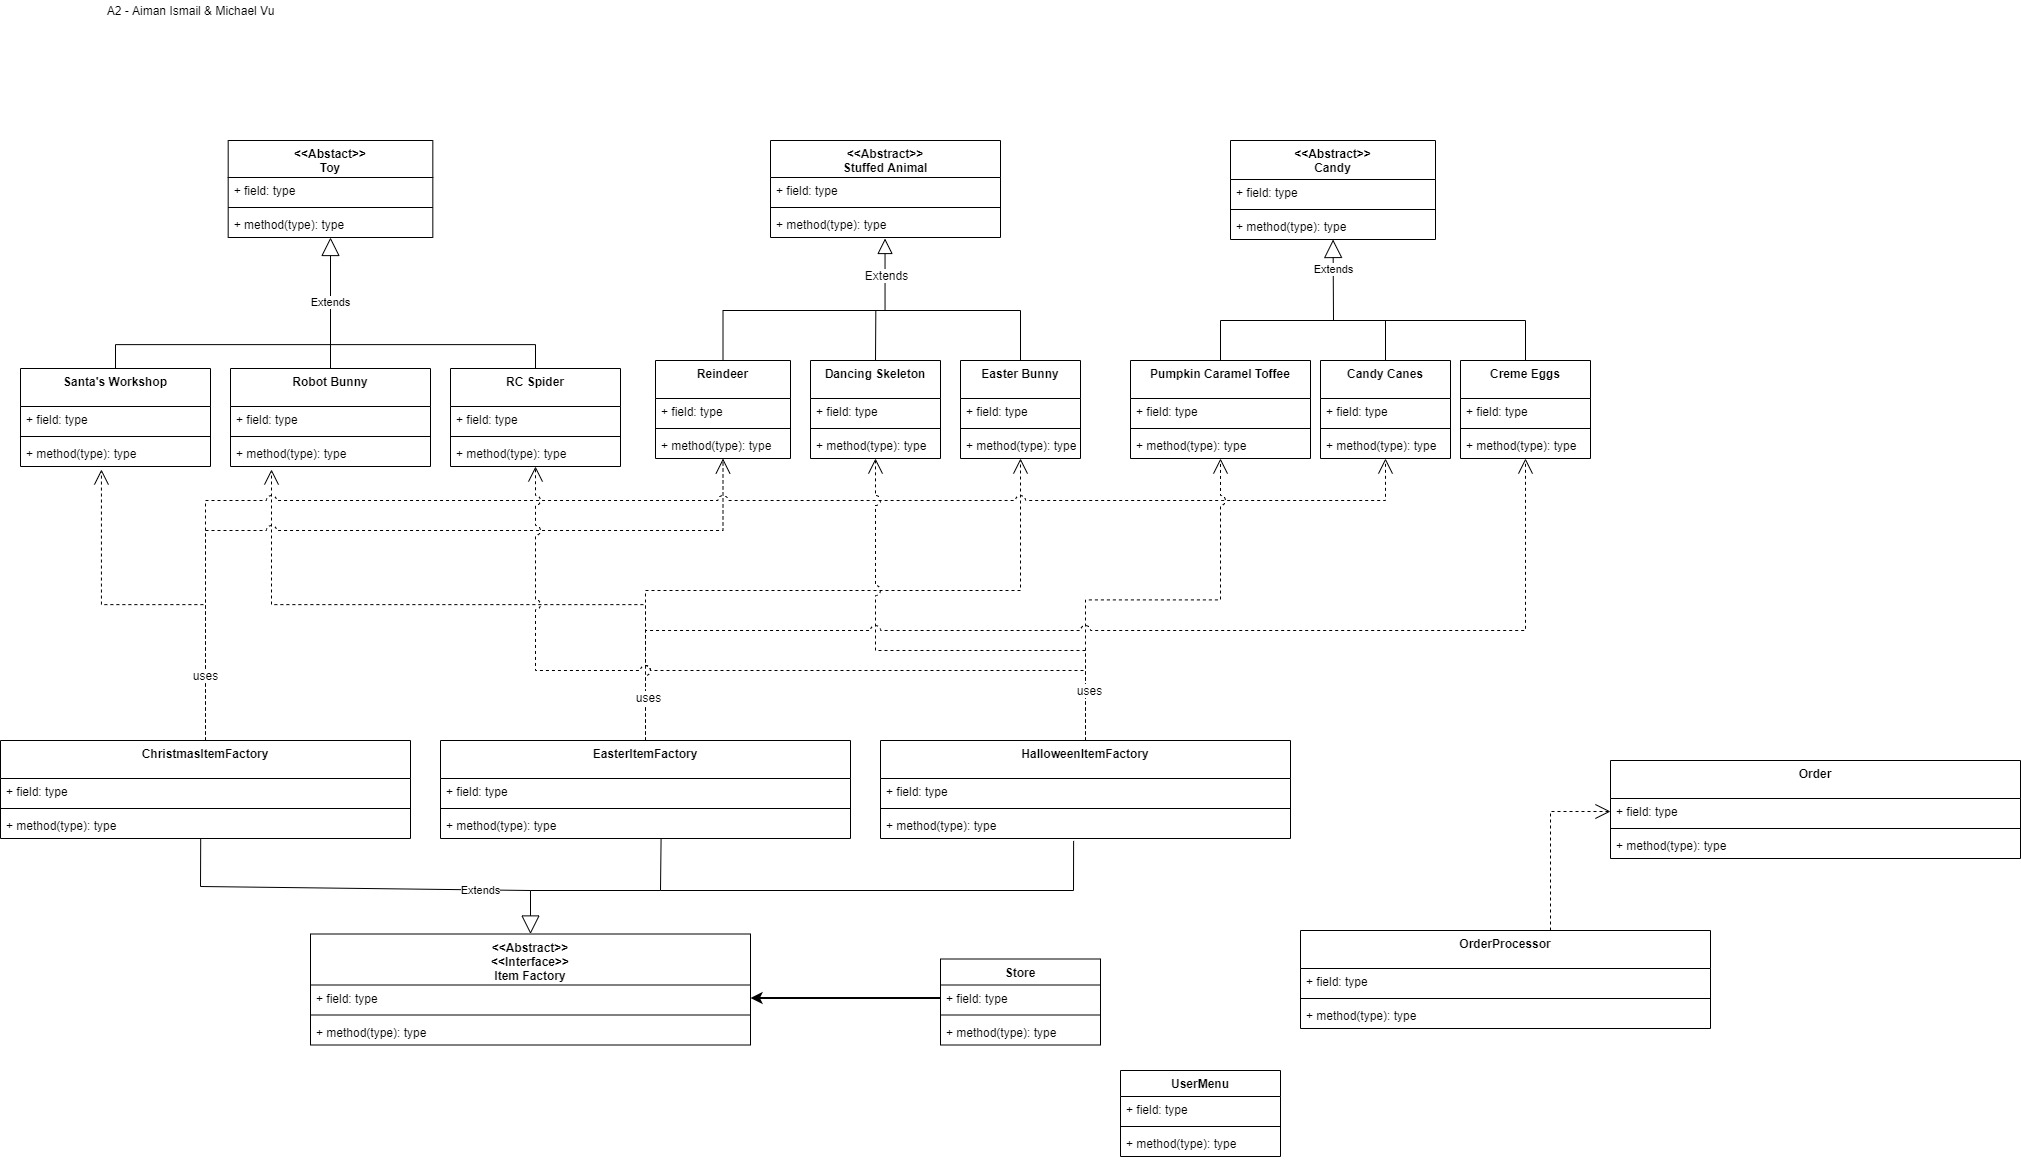 A2 - Aiman Ismail & Michael Vu
<<Abstact>>
Toy
+ field: type
+ method(type): type
<<Abstract>>
Stuffed Animal
+ field: type
+ method(type): type
<<Abstract>>
Candy
+ field: type
+ method(type): type
Extends
Extends
Extends
Santa's Workshop
+ field: type
+ method(type): type
Robot Bunny
+ field: type
+ method(type): type
RC Spider
+ field: type
+ method(type): type
Reindeer
+ field: type
+ method(type): type
Dancing Skeleton
+ field: type
+ method(type): type
Easter Bunny
+ field: type
+ method(type): type
Pumpkin Caramel Toffee
+ field: type
+ method(type): type
Candy Canes
+ field: type
+ method(type): type
Creme Eggs
+ field: type
+ method(type): type
uses
uses
uses
ChristmasItemFactory
+ field: type
+ method(type): type
EasterItemFactory
+ field: type
+ method(type): type
HalloweenItemFactory
+ field: type
+ method(type): type
Order
+ field: type
+ method(type): type
Extends
<<Abstract>>
<<Interface>>
Item Factory
+ field: type
+ method(type): type
Store
+ field: type
+ method(type): type
OrderProcessor
+ field: type
+ method(type): type
UserMenu
+ field: type
+ method(type): type